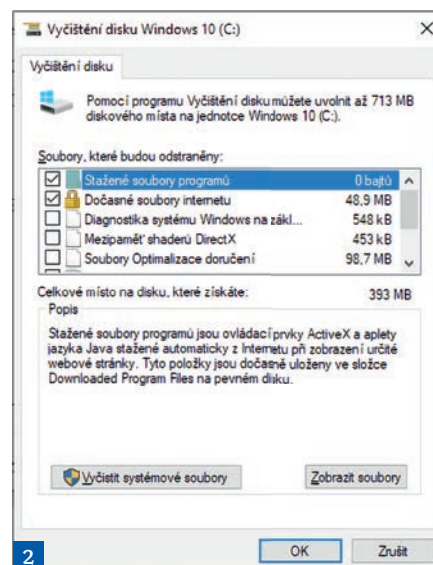 Vyčištění disku Windows 10 (C:)
Vyčištění disku
Pomocí programu Vyčištění disku můžete uvolnit až 713 MB
diskového místa na jednotce Windows 10 (C:).
Soubory, které budou odstraněny:
Stažené soubory programů 0 bajtů
Dočasné soubory internetu 48,9 MB
Diagnostika systému Windows na zákl... 548 kB
Mezipaměť shaderů DirectX 453 kB
Soubory Optimalizace doručení 98,7 MB
Celkové místo na disku, které získáte: 393 MB
Popis
Stažené soubory programů jsou ovládací prvky ActiveX a aplety
jazyka Java stažené automaticky z Internetu při zobrazení určité
webové stránky. Tyto položky jsou dočasně uloženy ve složce
Downloaded Program Files na pevném disku.
Vyčistit systémové soubory Zobrazit soubory
OK Zrušit
2